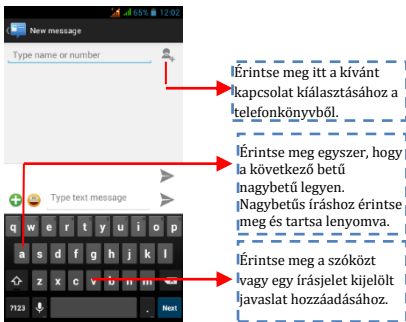 65% 12:02
New message
Type name or number
Type text message
q w e r t y u i o p
a s d f g h j k l
z x c v b n m
?123 . Next
Érintse meg itt a kívánt
kapcsolat kíálasztásához a
telefonkönyvből.
Érintse meg egyszer, hogy
a következő betű
nagybetű legyen.
Nagybetűs íráshoz érintse
meg és tartsa lenyomva.
Érintse meg a szóközt
vagy egy írásjelet kijelölt
javaslat hozzáadásához.